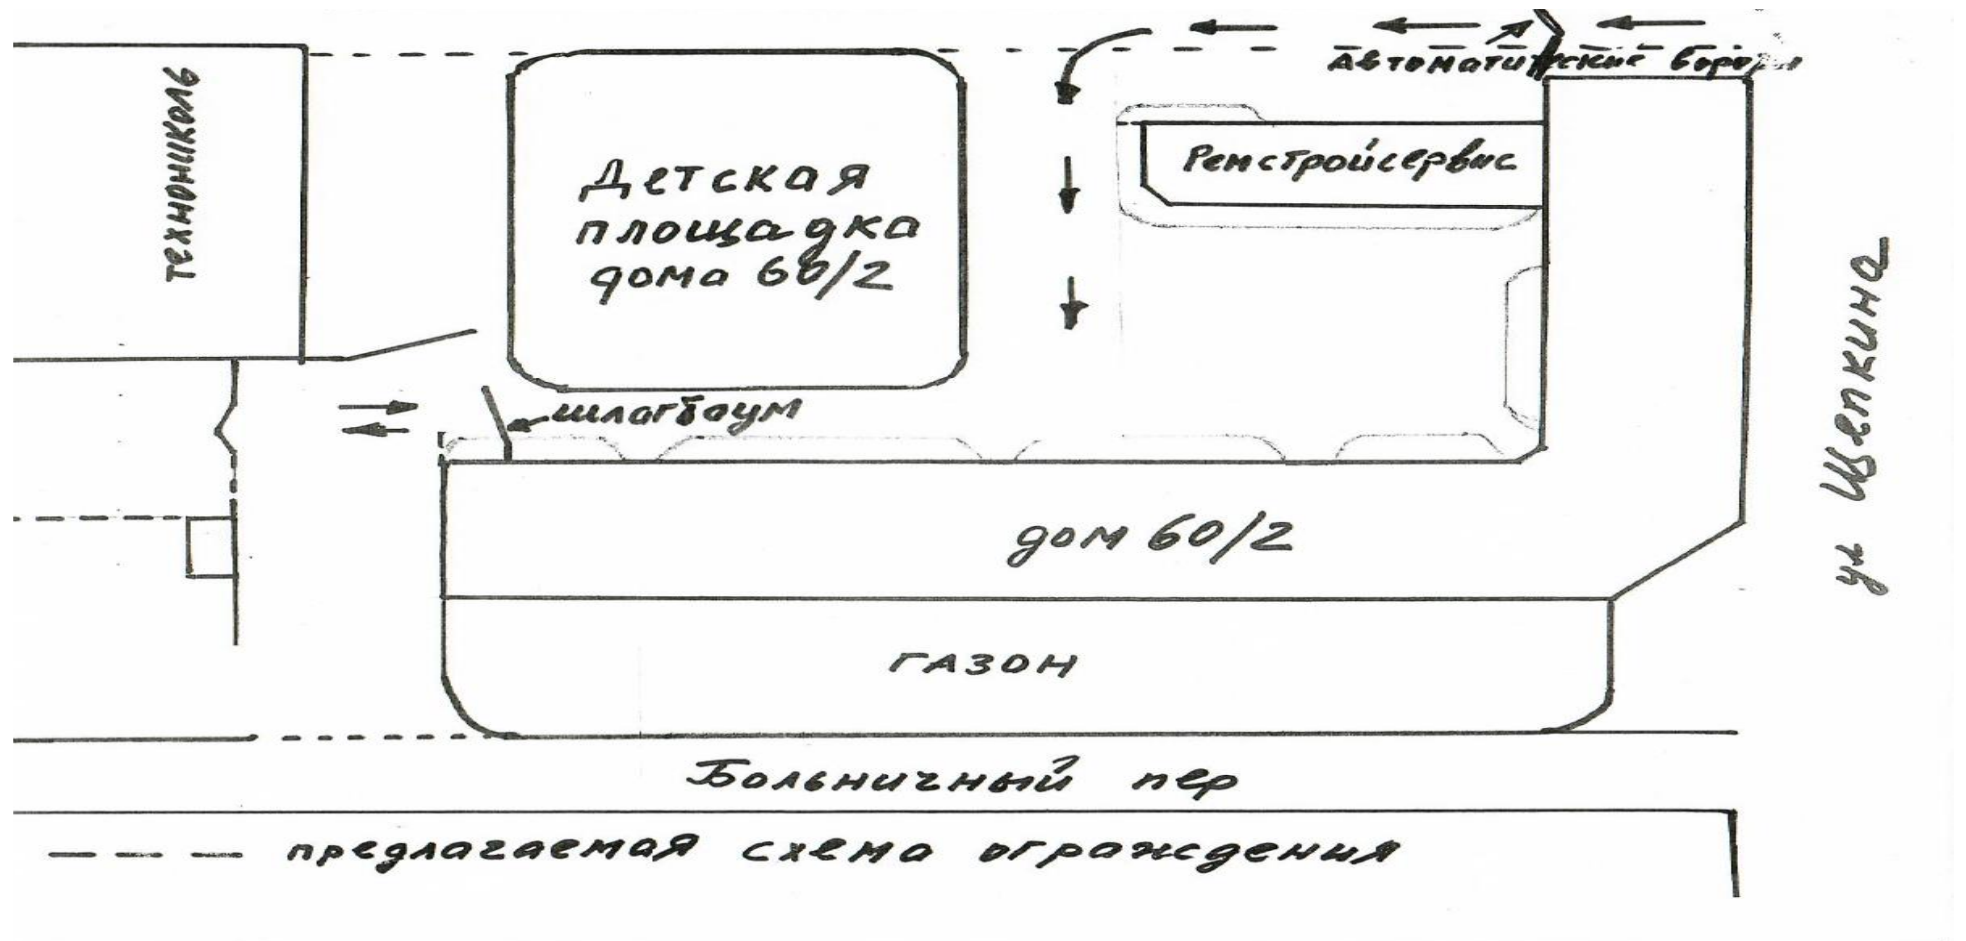 Автоматические ворота
технониколь
Ремстройсервис
Детская
площадка
дома 60/2
ул Щепкина
шлагбаум
дом 60/2
газон
Больничный пер
предлагаемая схема ограждения